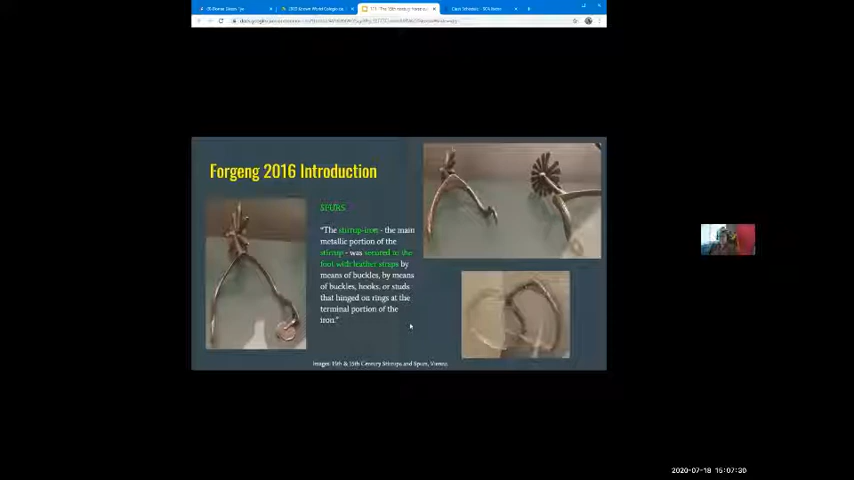 Forgeng 2016 Introduction
SPURS
"The stirrup-iron - the main
metallic portion of the
stirrup - was secured to the
foot with leather straps by
means of buckles, by means
of buckles, hooks, or studs
that hinged on rings at the
terminal portion of the
iron."
Images: 14th & 15th Century Stirrups and Spurs, Vienna
2020-07-18 15:07:30